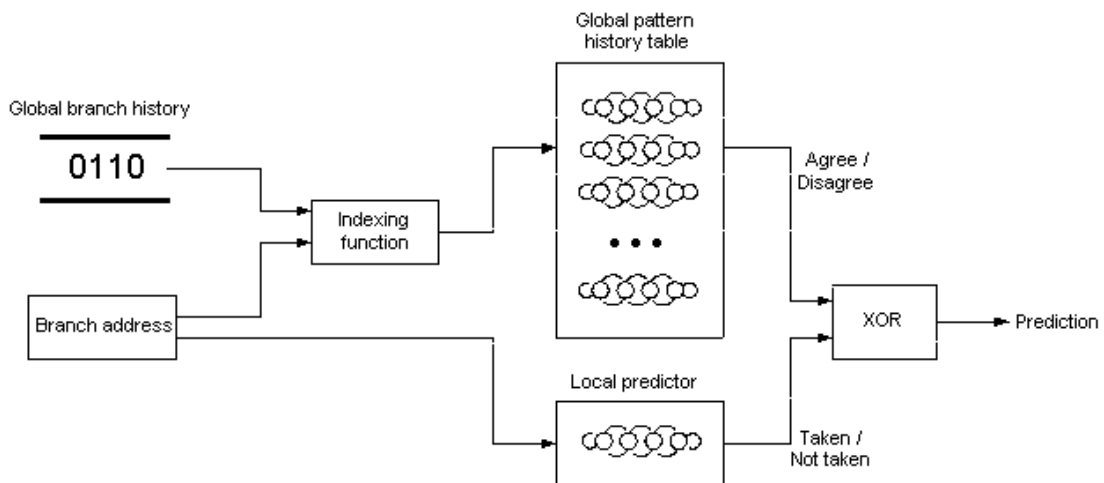 Global pattern
history table
Global branch history
0110
Agree /
Disagree
Indexing
function
Branch address
XOR
Prediction
Local predictor
Taken /
Not taken